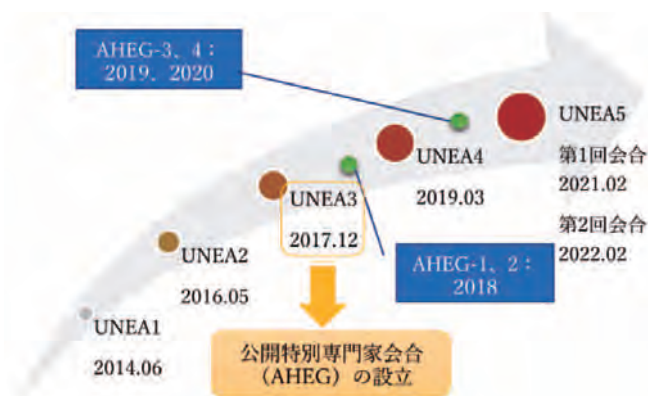 AHEG-3、4：
2019、2020
UNEA5
第1回会合
2021.02
第2回会合
2022.02
UNEA4
2019.03
UNEA3
2017.12
AHEG-1、2：
2018
UNEA2
2016.05
UNEA1
2014.06
公開特別専門家会合
（AHEG）の設立